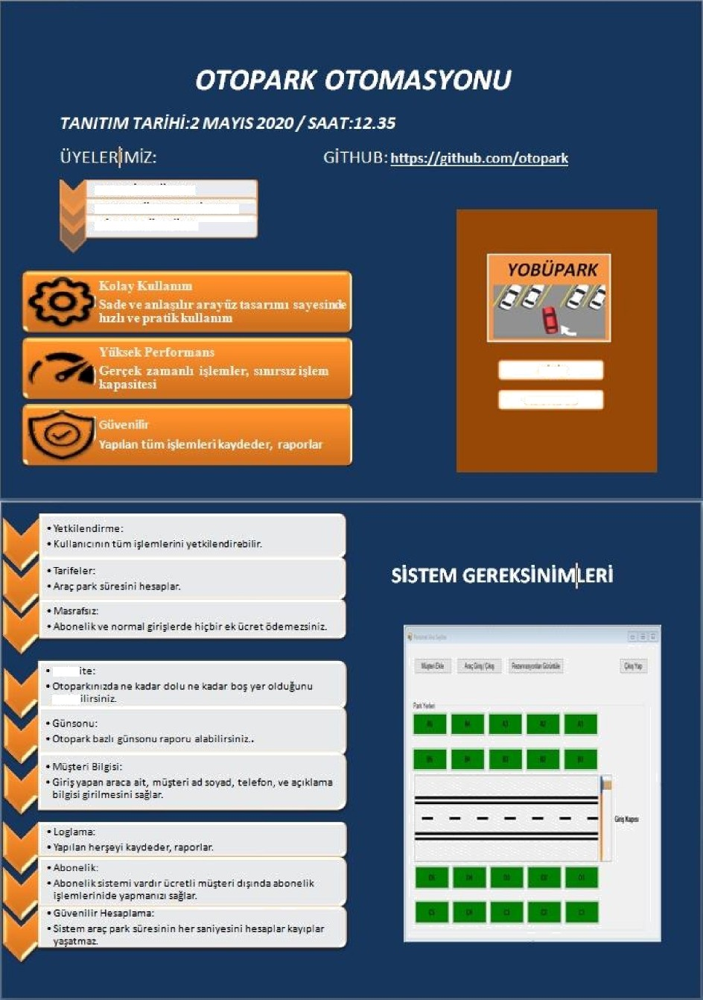 OTOPARK OTOMASYONU
TANITIM TARİHİ:2 MAYIS 2020 / SAAT:12.35
ÜYELERİMİZ:
GİTHUB: https://github.com/otopark
Kolay Kullanım
Sade ve anlaşılır arayüz tasarımı sayesinde
hızlı ve pratik kullanım
Yüksek Performans
Gerçek zamanlı işlemler, sınırsız işlem
kapasitesi
Güvenilir
Yapılan tüm işlemleri kaydeder, raporlar
YOBÜPARK
• Yetkilendirme:
• Kullanıcının tüm işlemlerini yetkilendirebilir.
• Tarifeler:
• Araç park süresini hesaplar.
• Masrafsız:
• Abonelik ve normal girişlerde hiçbir ek ücret ödemezsiniz.
• ite:
• Otoparkınızda ne kadar dolu ne kadar boş yer olduğunu
ilirsiniz.
• Günsonu:
• Otopark bazlı günsonu raporu alabilirsiniz..
• Müşteri Bilgisi:
• Giriş yapan araca ait, müşteri ad soyad, telefon, ve açıklama
bilgisi girilmesini sağlar.
• Loglama:
• Yapılan herşeyi kaydeder, raporlar.
• Abonelik:
• Abonelik sistemi vardır ücretli müşteri dışında abonelik
işlemlerinide yapmanızı sağlar.
• Güvenilir Hesaplama:
• Sistem araç park süresinin her saniyesini hesaplar kayıplar
yaşatmaz.
SİSTEM GEREKSİNİMLERİ
Müşteri Ekle
Araç Giriş / Çıkış
Rezervasyonları Görüntüle
Çıkış Yap
Park Yerleri
Giriş Kapısı